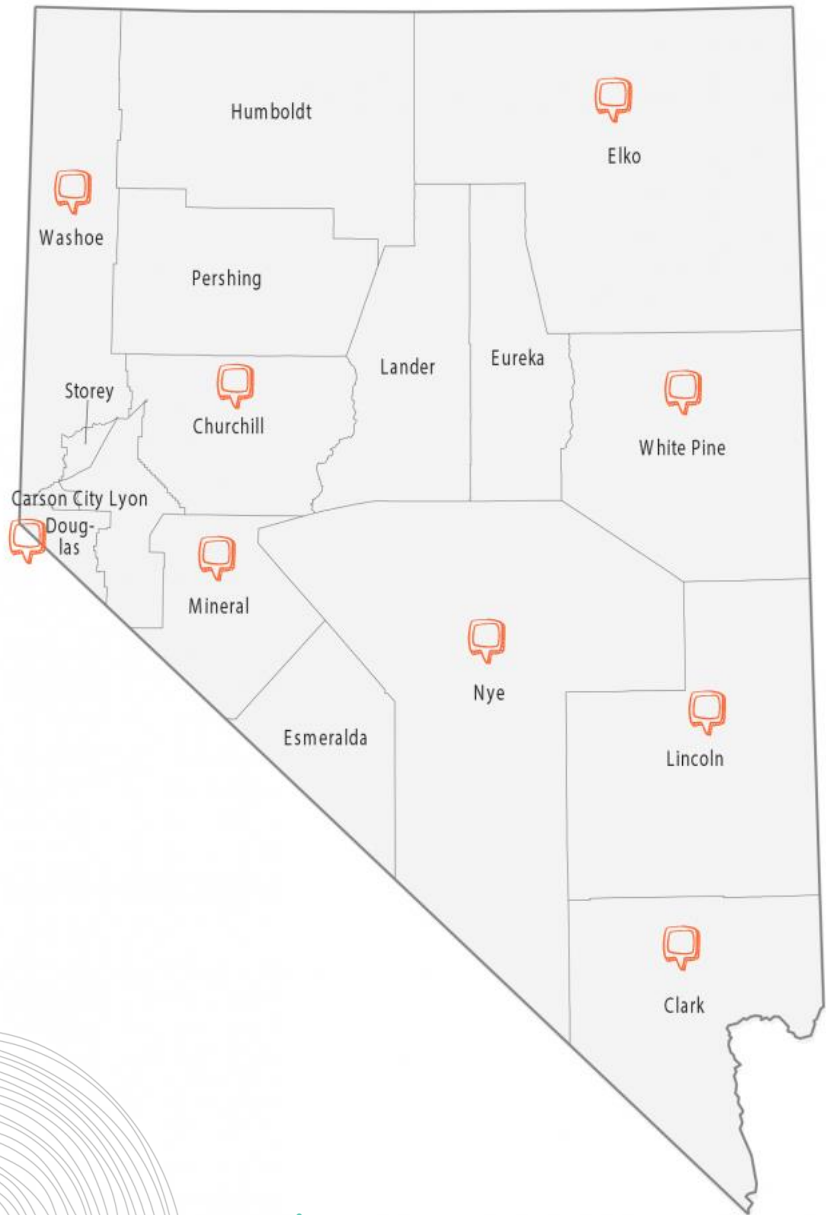 Humboldt
Elko
Washoe
Pershing
Eureka
Lander
Storey
Churchill
White Pine
Carson City Lyon
Doug-
las
Mineral
Nye
Esmeralda
Lincoln
Clark